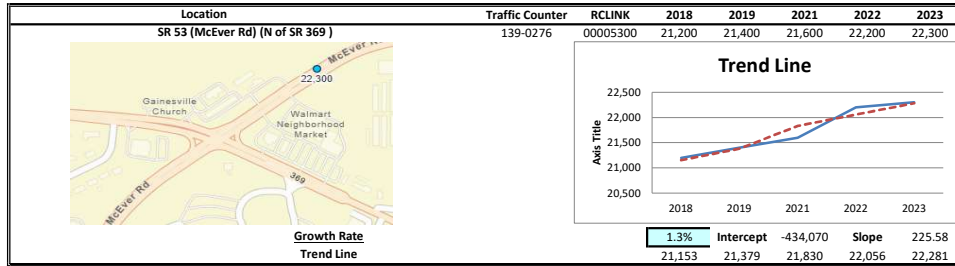 Location Traffic Counter RCLINK 2018 2019 2021 2022 2023
SR 53 (McEver Rd) (N of SR 369 ) 139-0276 00005300 21,200 21,400 21,600 22,200 22,300
McEver R
22,300
Gainesville
Church
Walmart
Neighborhood
Market
369
McEver Rd
Trend Line
22,500
22,000
21,500
21,000
20,500
Axis Title
2018 2019 2021 2022 2023
Growth Rate 1.3% Intercept -434,070 Slope 225.58
Trend Line 21,153 21,379 21,830 22,056 22,281